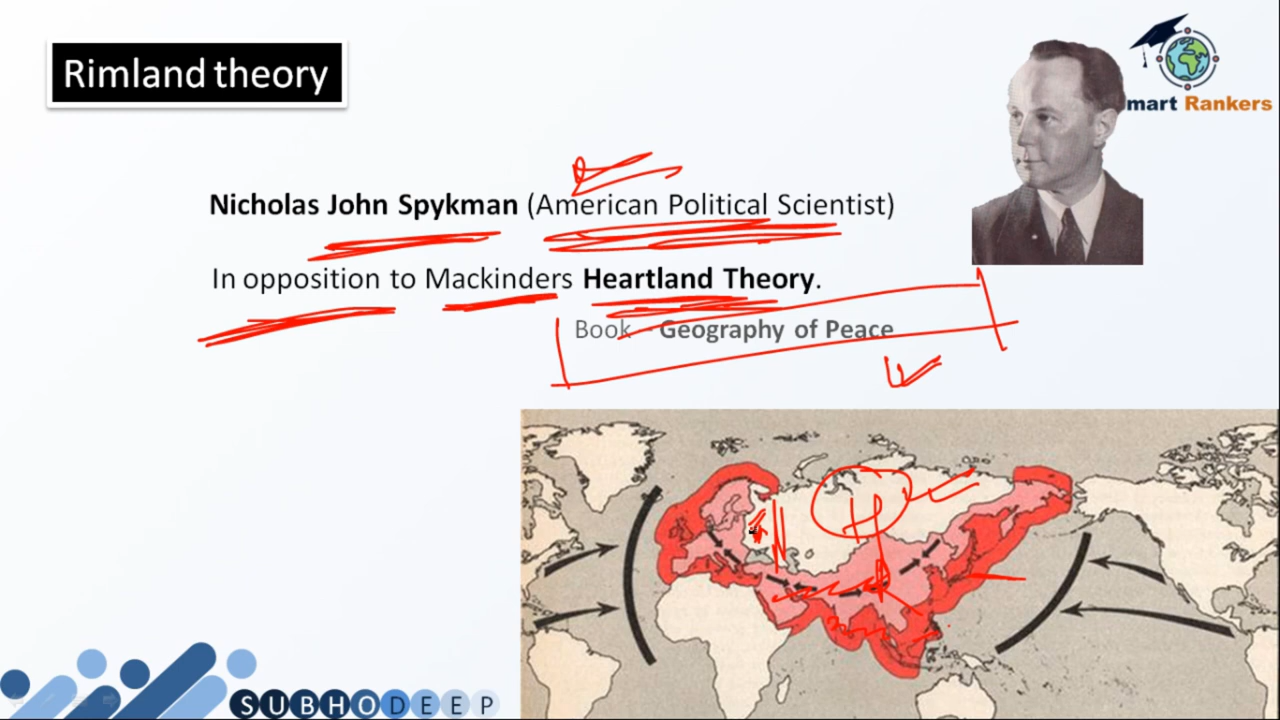 Rimland theory
mart Rankers
Nicholas John Spykman (American Political Scientist)
In opposition to Mackinders Heartland Theory.
Book - Geography of Peace
SUBHODEEP